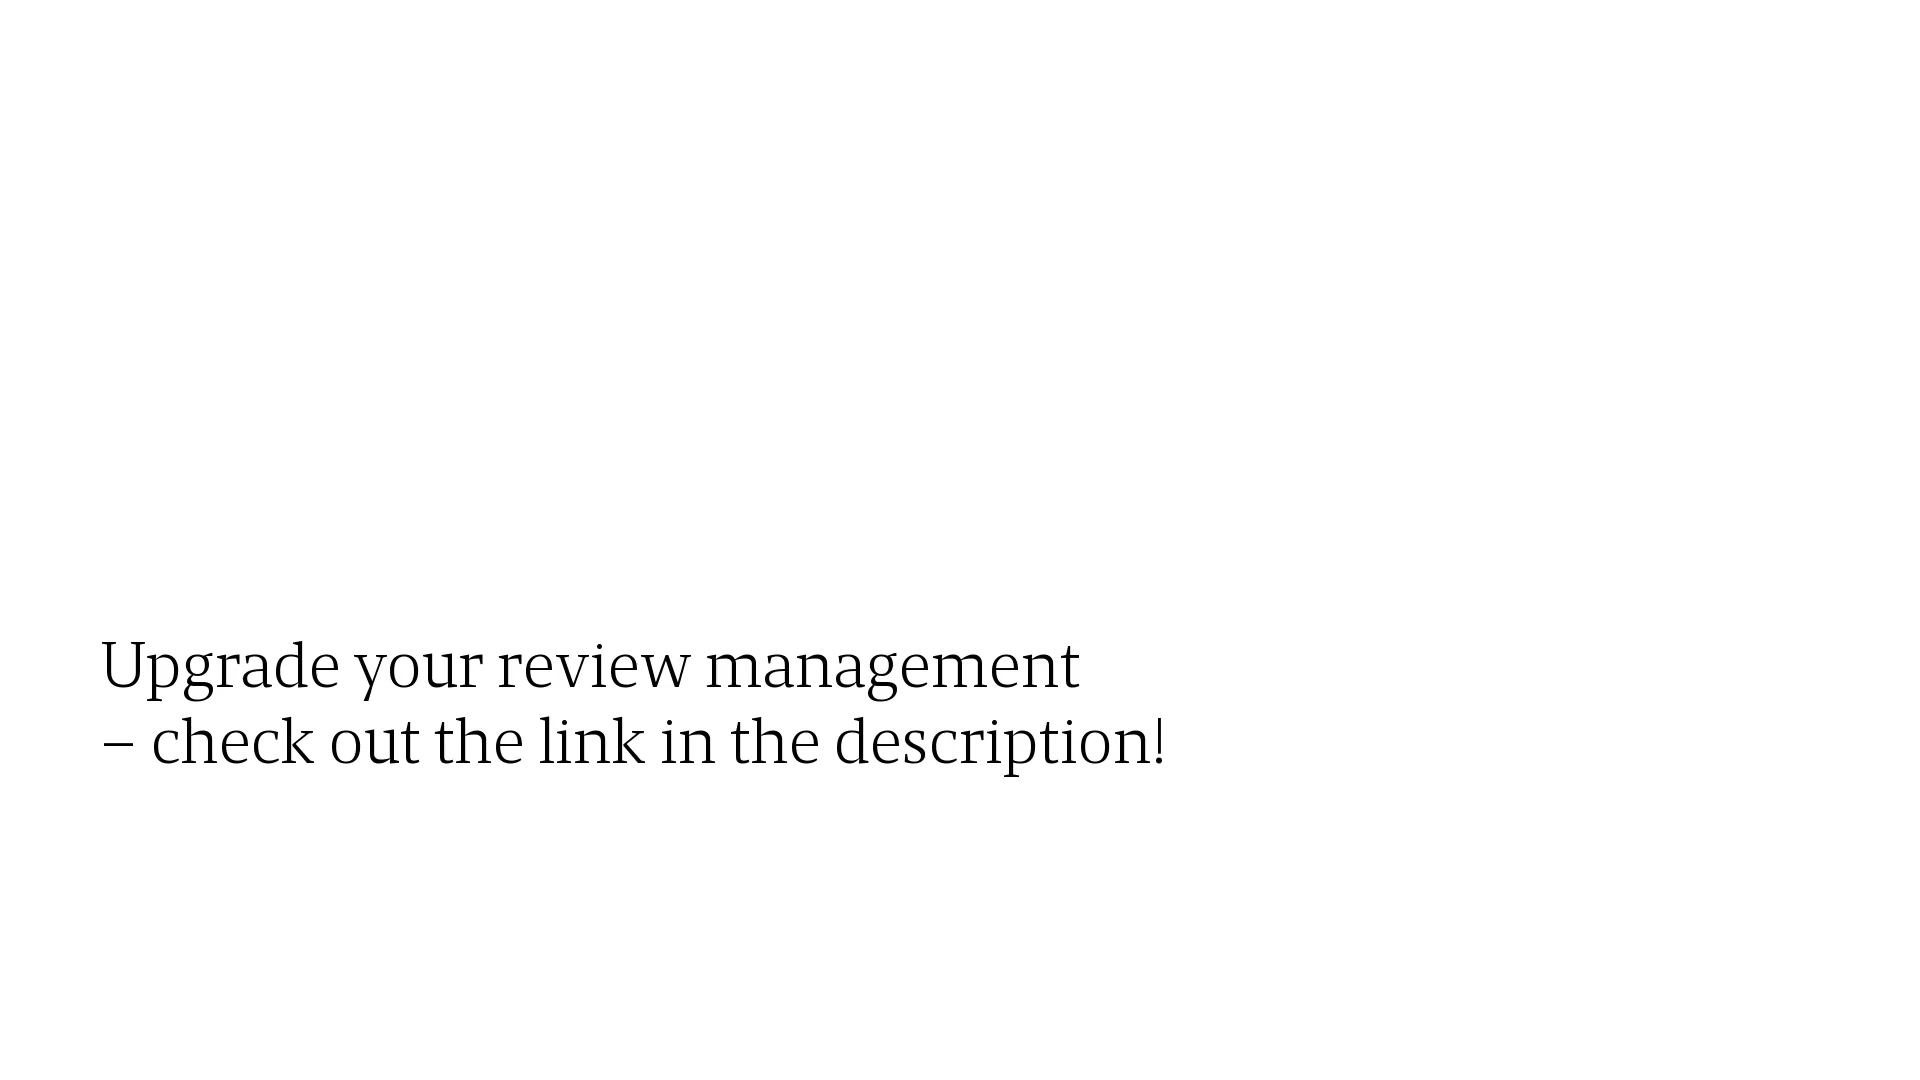 Upgrade your review management
– check out the link in the description!